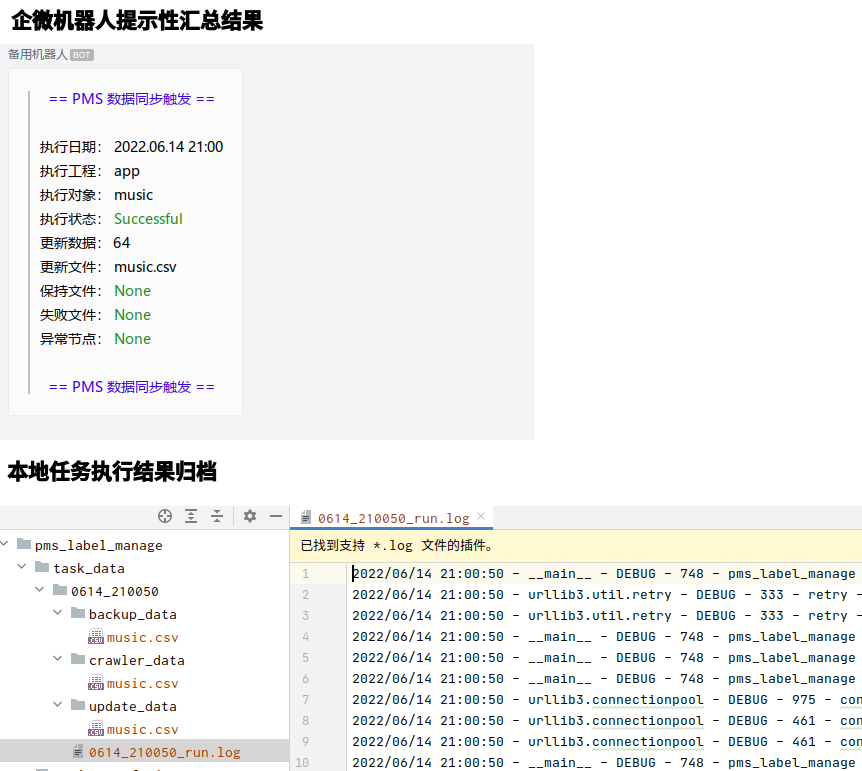 企微机器人提示性汇总结果
备用机器人 BOT
== PMS 数据同步触发 ==
执行日期： 2022.06.14 21:00
执行工程： app
执行对象： music
执行状态： Successful
更新数据： 64
更新文件： music.csv
保持文件： None
失败文件： None
异常节点： None
== PMS 数据同步触发 ==
本地任务执行结果归档
pms_label_manage
task_data
0614_210050
backup_data
music.csv
crawler_data
music.csv
update_data
music.csv
0614_210050_run.log
0614_210050_run.log
已找到支持 *.log 文件的插件。
1 2022/06/14 21:00:50 - __main__ - DEBUG - 748 - pms_label_manage
2 2022/06/14 21:00:50 - urllib3.util.retry - DEBUG - 333 - retry -
3 2022/06/14 21:00:50 - urllib3.util.retry - DEBUG - 333 - retry -
4 2022/06/14 21:00:50 - __main__ - DEBUG - 748 - pms_label_manage
5 2022/06/14 21:00:50 - __main__ - DEBUG - 748 - pms_label_manage
6 2022/06/14 21:00:50 - __main__ - DEBUG - 748 - pms_label_manage
7 2022/06/14 21:00:50 - urllib3.connectionpool - DEBUG - 975 - con
8 2022/06/14 21:00:50 - urllib3.connectionpool - DEBUG - 461 - con
9 2022/06/14 21:00:50 - urllib3.connectionpool - DEBUG - 461 - con
10 2022/06/14 21:00:50 - __main__ - DEBUG - 748 - pms_label_manage